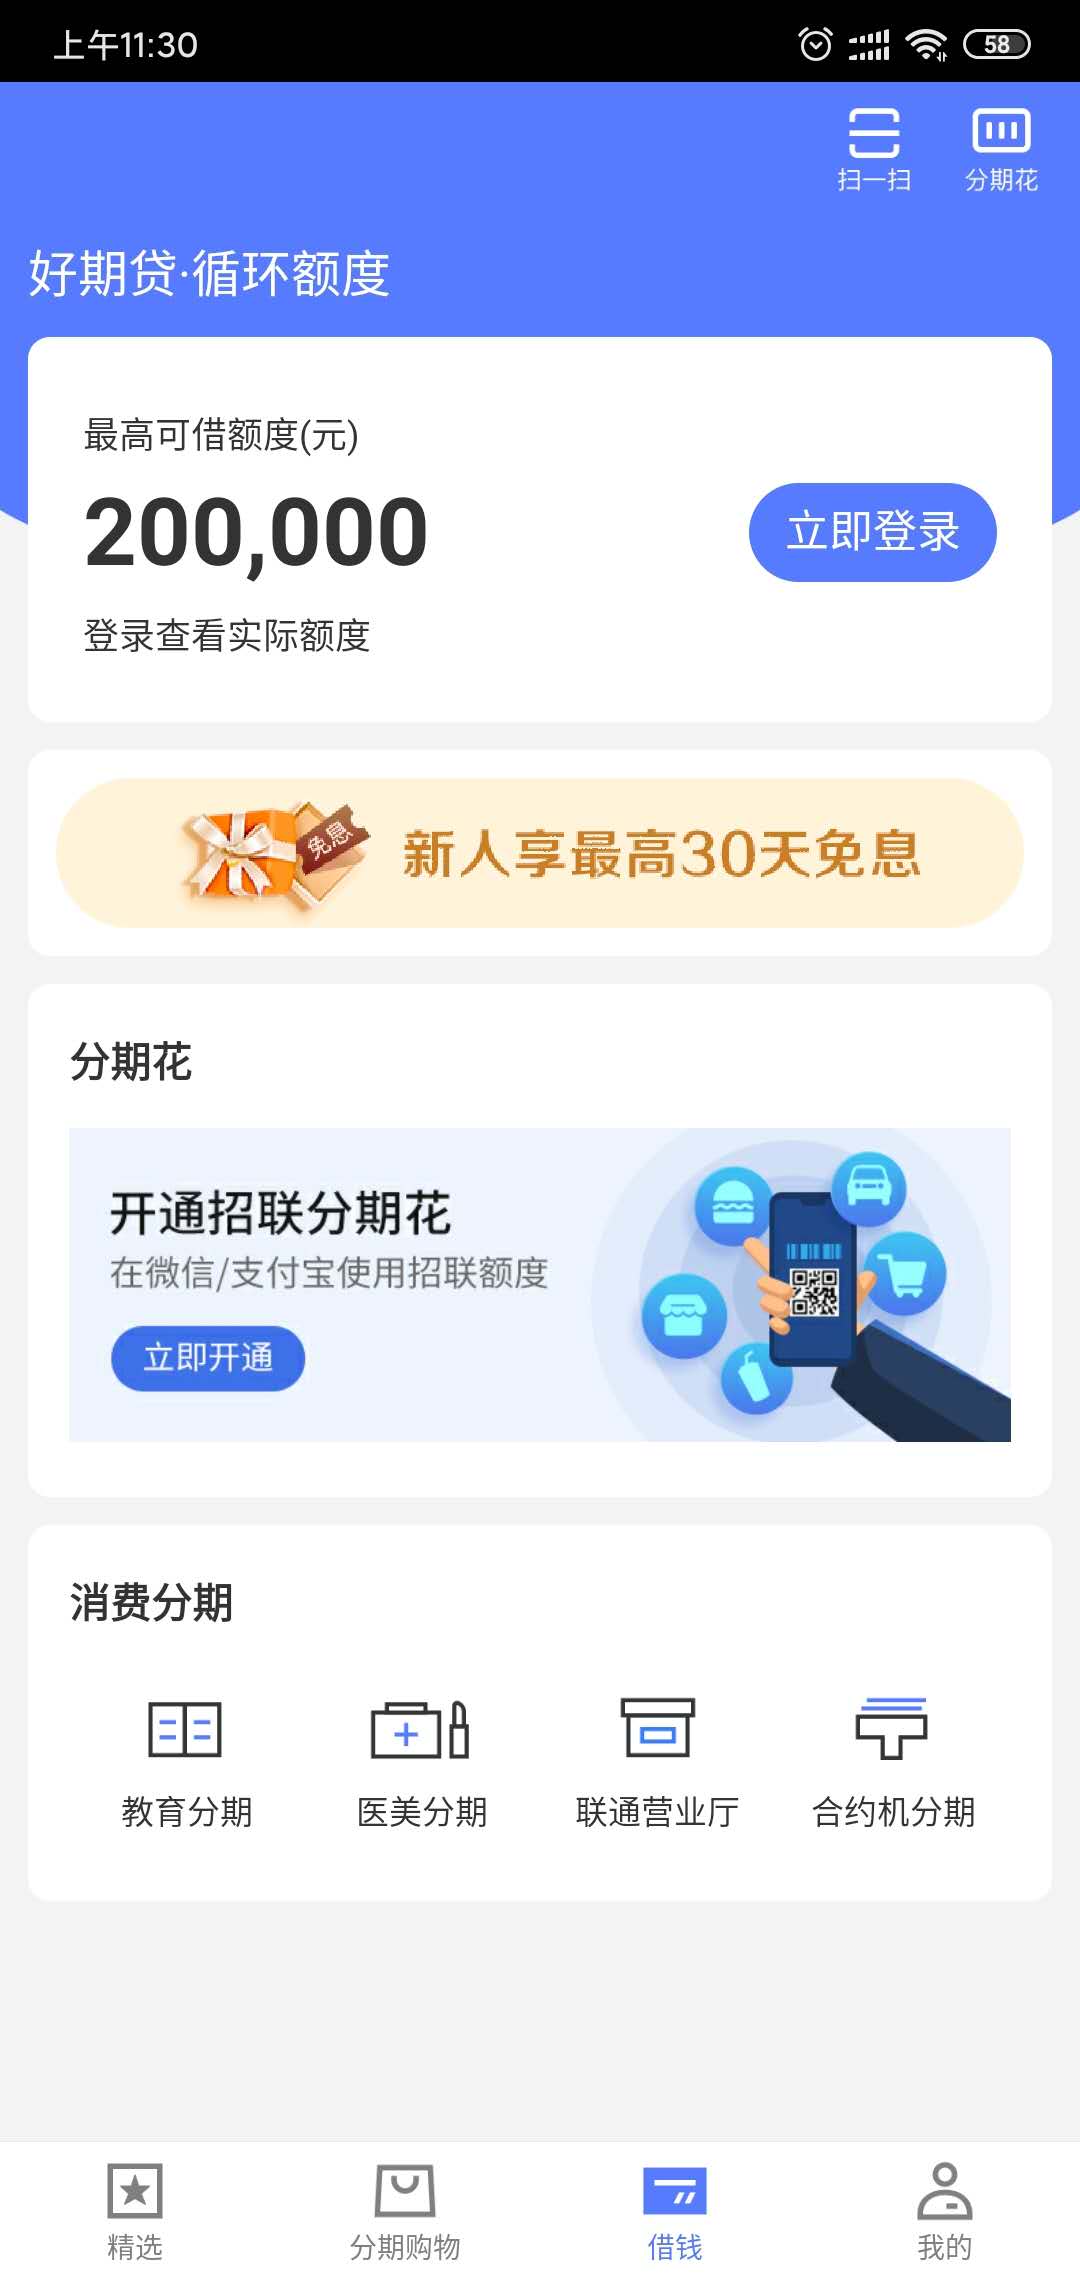 上午11:30
58
扫一扫
分期花
好期贷·循环额度
最高可借额度(元)
200,000
立即登录
登录查看实际额度
免息
新人享最高30天免息
分期花
开通招联分期花
在微信/支付宝使用招联额度
立即开通
消费分期
教育分期
医美分期
联通营业厅
合约机分期
精选
分期购物
借钱
我的